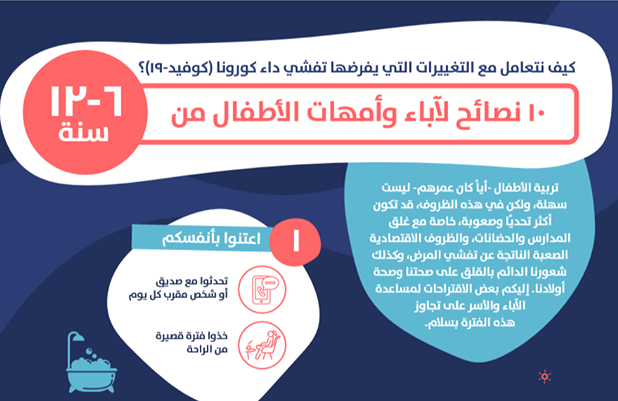 كيف نتعامل مع التغييرات التي يفرضها تفشي داء كورونا (كوفيد-١٩)؟
١٠ نصائح لآباء وأمهات الأطفال من
٦-١٢
سنة
تربية الأطفال -أياً كان عمرهم- ليست
سهلة، ولكن في هذه الظروف، قد تكون
أكثر تحديًا وصعوبة، خاصة مع غلق
المدارس والحضانات، والظروف الاقتصادية
الصعبة الناتجة عن تفشي المرض، وكذلك
شعورنا الدائم بالقلق على صحتنا وصحة
أولادنا. إليكم بعض الاقتراحات لمساعدة
الآباء والأسر على تجاوز
هذه الفترة بسلام.
١ اعتنوا بأنفسكم
تحدثوا مع صديق
أو شخص مقرب كل يوم
خذوا فترة قصيرة
من الراحة